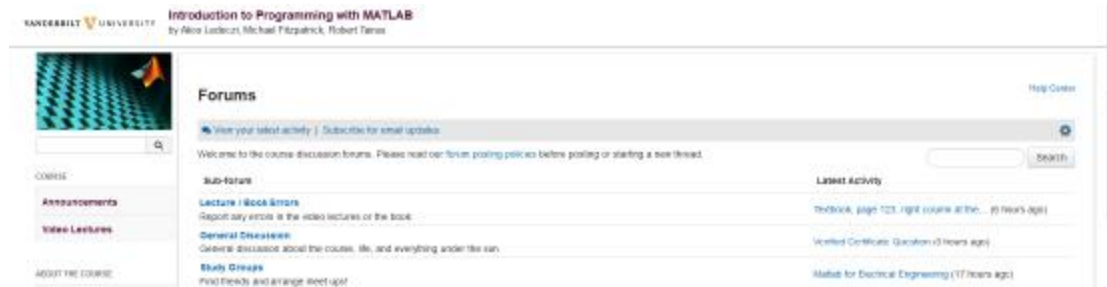 VANDERBILT UNIVERSITY
Introduction to Programming with MATLAB
by Akos Ledeczi, Michael Fitzpatrick, Robert Tairas
Forums
Help Center
View your latest activity | Subscribe for email updates
Welcome to the course discussion forums. Please read our forum posting policies before posting or starting a new thread.
Search
COURSE
Sub-forum
Latest Activity
Announcements
Lecture / Book Errors
Report any errors in the video lectures or the book
Textbook, page 123, right column at the... (6 hours ago)
Video Lectures
General Discussion
General discussion about the course, life, and everything under the sun.
Verified Certificate Question (3 hours ago)
ABOUT THE COURSE
Study Groups
Find friends and arrange meet ups!
Matlab for Electrical Engineering (17 hours ago)